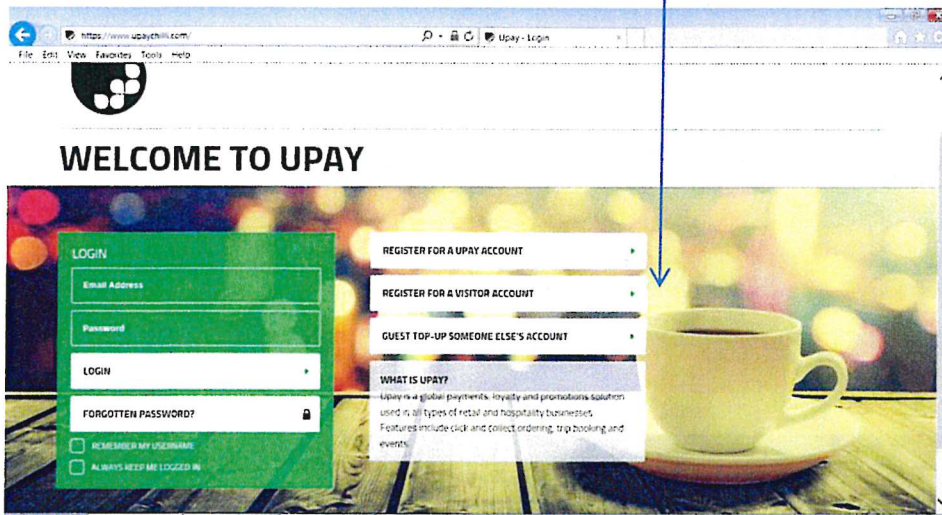 https://www.upaychilli.com/
Upay - Login
File Edit View Favorites Tools Help
WELCOME TO UPAY
LOGIN
Email Address
Password
LOGIN
FORGOTTEN PASSWORD?
REMEMBER MY USERNAME
ALWAYS KEEP ME LOGGED IN
REGISTER FOR A UPAY ACCOUNT
REGISTER FOR A VISITOR ACCOUNT
GUEST TOP-UP SOMEONE ELSE'S ACCOUNT
WHAT IS UPAY?
Upay is a global payments, loyalty and promotions solution
used in all types of retail and hospitality businesses.
Features include click and collect ordering, trip booking and
events.